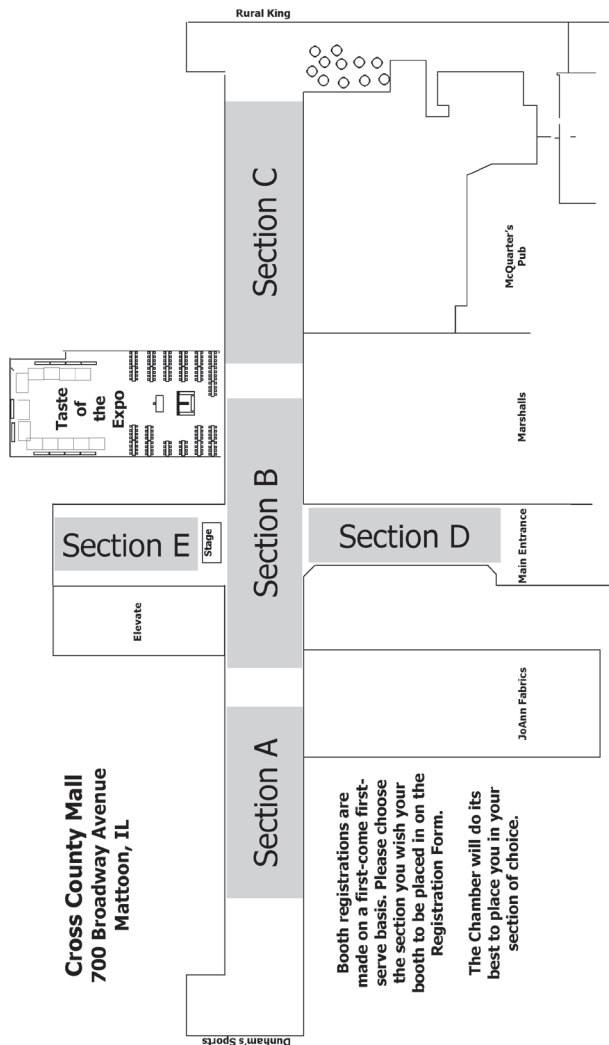 Rural King
Section C
McQuarter's
Pub
Taste
of
the
Expo
Marshalls
Section B
Section E
Stage
Section D
Main Entrance
Elevate
JoAnn Fabrics
Section A
Cross County Mall
700 Broadway Avenue
Mattoon, IL
Booth registrations are
made on a first-come first-
serve basis. Please choose
the section you wish your
booth to be placed in on the
Registration Form.
The Chamber will do its
best to place you in your
section of choice.
Dunham's Sports